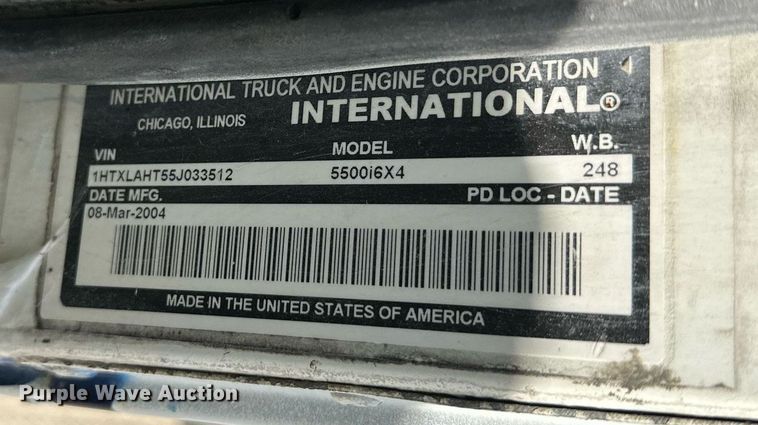 INTERNATIONAL TRUCK AND ENGINE CORPORATION
CHICAGO, ILLINOIS INTERNATIONAL®
VIN MODEL W.B.
1HTXLAHT55J033512 5500i6X4 248
DATE MFG. PD LOC - DATE
08-Mar-2004
MADE IN THE UNITED STATES OF AMERICA
Purple Wave Auction